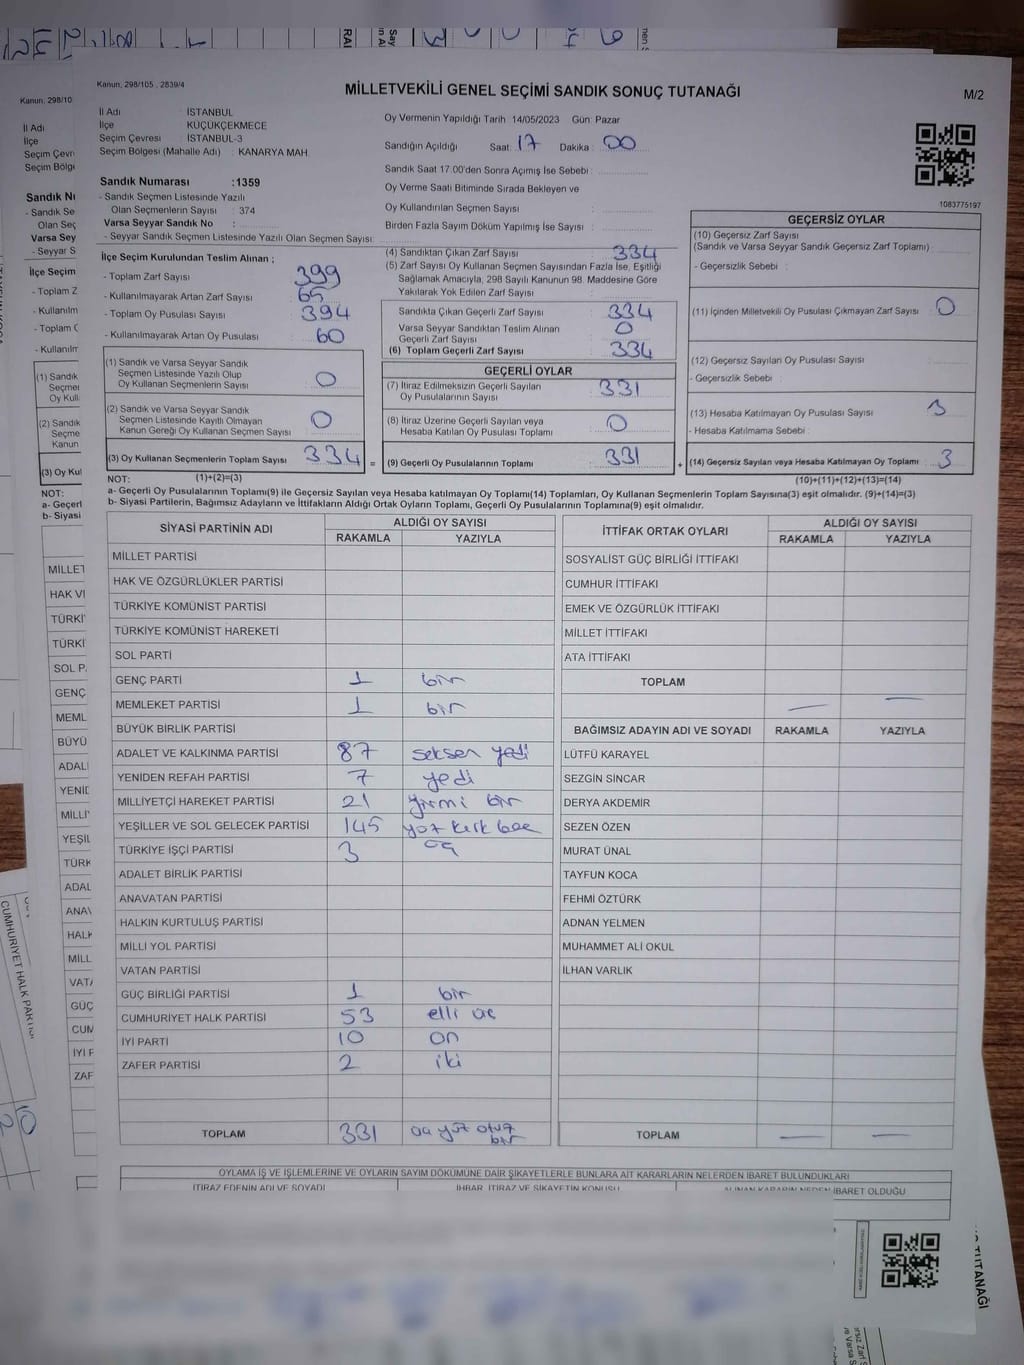 Kanun, 298/105 , 2839/4
MİLLETVEKİLİ GENEL SEÇİMİ SANDIK SONUÇ TUTANAĞI
M/2
İl Adı : İSTANBUL
İlçe : KÜÇÜKÇEKMECE
Seçim Çevresi : İSTANBUL-3
Seçim Bölgesi (Mahalle Adı) : KANARYA MAH.
Sandık Numarası :1359
- Sandık Seçmen Listesinde Yazılı
Olan Seçmenlerin Sayısı : 374
Varsa Seyyar Sandık No :
- Seyyar Sandık Seçmen Listesinde Yazılı Olan Seçmen Sayısı:
Oy Vermenin Yapıldığı Tarih 14/05/2023 Gün: Pazar
Sandığın Açıldığı Saat: 17 Dakika : 00
Sandık Saat 17:00'den Sonra Açımış İse Sebebi :
Oy Verme Saati Bitiminde Sırada Bekleyen ve
Oy Kullandırılan Seçmen Sayısı :
Birden Fazla Sayım Döküm Yapılmış İse Sayısı :
1083775197
İlçe Seçim Kurulundan Teslim Alınan ;
- Toplam Zarf Sayısı : 399
- Kullanılmayarak Artan Zarf Sayısı : 65
- Toplam Oy Pusulası Sayısı : 394
- Kullanılmayarak Artan Oy Pusulası : 60
(4) Sandıktan Çıkan Zarf Sayısı : 334
(5) Zarf Sayısı Oy Kullanan Seçmen Sayısından Fazla İse, Eşitliği
Sağlamak Amacıyla, 298 Sayılı Kanunun 98. Maddesine Göre
Yakılarak Yok Edilen Zarf Sayısı :
Sandıkta Çıkan Geçerli Zarf Sayısı : 334
Varsa Seyyar Sandıktan Teslim Alınan
Geçerli Zarf Sayısı : 0
(6) Toplam Geçerli Zarf Sayısı : 334
GEÇERSİZ OYLAR
(10) Geçersiz Zarf Sayısı
(Sandık ve Varsa Seyyar Sandık Geçersiz Zarf Toplamı) :
- Geçersizlik Sebebi :
(11) İçinden Milletvekili Oy Pusulası Çıkmayan Zarf Sayısı : 0
(12) Geçersiz Sayılan Oy Pusulası Sayısı :
- Geçersizlik Sebebi :
(13) Hesaba Katılmayan Oy Pusulası Sayısı : 3
- Hesaba Katılmama Sebebi :
(14) Geçersiz Sayılan veya Hesaba Katılmayan Oy Toplamı : 3
(10)+(11)+(12)+(13)=(14)
(1) Sandık ve Varsa Seyyar Sandık
Seçmen Listesinde Yazılı Olup
Oy Kullanan Seçmenlerin Sayısı : 0
(2) Sandık ve Varsa Seyyar Sandık
Seçmen Listesinde Kayıtlı Olmayan
Kanun Gereği Oy Kullanan Seçmen Sayısı : 0
(3) Oy Kullanan Seçmenlerin Toplam Sayısı : 334 =
(1)+(2)=(3)
GEÇERLİ OYLAR
(7) İtiraz Edilmeksizin Geçerli Sayılan
Oy Pusulalarının Sayısı : 331
(8) İtiraz Üzerine Geçerli Sayılan veya
Hesaba Katılan Oy Pusulası Toplamı : 0
(9) Geçerli Oy Pusulalarının Toplamı : 331 +
NOT:
a- Geçerli Oy Pusulalarının Toplamı(9) ile Geçersiz Sayılan veya Hesaba katılmayan Oy Toplamı(14) Toplamları, Oy Kullanan Seçmenlerin Toplam Sayısına(3) eşit olmalıdır. (9)+(14)=(3)
b- Siyasi Partilerin, Bağımsız Adayların ve İttifakların Aldığı Ortak Oyların Toplamı, Geçerli Oy Pusulalarının Toplamına(9) eşit olmalıdır.
SİYASİ PARTİNİN ADI ALDIĞI OY SAYISI
RAKAMLA YAZIYLA
MİLLET PARTİSİ
HAK VE ÖZGÜRLÜKLER PARTİSİ
TÜRKİYE KOMÜNİST PARTİSİ
TÜRKİYE KOMÜNİST HAREKETİ
SOL PARTİ
GENÇ PARTİ 1 bir
MEMLEKET PARTİSİ 1 bir
BÜYÜK BİRLİK PARTİSİ
ADALET VE KALKINMA PARTİSİ 87 seksen yedi
YENİDEN REFAH PARTİSİ 7 yedi
MİLLİYETÇİ HAREKET PARTİSİ 21 yirmi bir
YEŞİLLER VE SOL GELECEK PARTİSİ 145 yüz kırk beş
TÜRKİYE İŞÇİ PARTİSİ 3 üç
ADALET BİRLİK PARTİSİ
ANAVATAN PARTİSİ
HALKIN KURTULUŞ PARTİSİ
MİLLİ YOL PARTİSİ
VATAN PARTİSİ
GÜÇ BİRLİĞİ PARTİSİ 1 bir
CUMHURİYET HALK PARTİSİ 53 elli üç
İYİ PARTİ 10 on
ZAFER PARTİSİ 2 iki
TOPLAM 331 üç yüz otuz bir
İTTİFAK ORTAK OYLARI ALDIĞI OY SAYISI
RAKAMLA YAZIYLA
SOSYALİST GÜÇ BİRLİĞİ İTTİFAKI
CUMHUR İTTİFAKI
EMEK VE ÖZGÜRLÜK İTTİFAKI
MİLLET İTTİFAKI
ATA İTTİFAKI
TOPLAM — —
BAĞIMSIZ ADAYIN ADI VE SOYADI RAKAMLA YAZIYLA
LÜTFÜ KARAYEL
SEZGİN SİNCAR
DERYA AKDEMİR
SEZEN ÖZEN
MURAT ÜNAL
TAYFUN KOCA
FEHMİ ÖZTÜRK
ADNAN YELMEN
MUHAMMET ALİ OKUL
İLHAN VARLIK
TOPLAM — —
OYLAMA İŞ VE İŞLEMLERİNE VE OYLARIN SAYIM DÖKÜMÜNE DAİR ŞİKAYETLERLE BUNLARA AİT KARARLARIN NELERDEN İBARET BULUNDUKLARI
İTİRAZ EDENİN ADI VE SOYADI İHBAR, İTİRAZ VE ŞİKAYETİN KONUSU ALINAN KARARIN NEDEN İBARET OLDUĞU